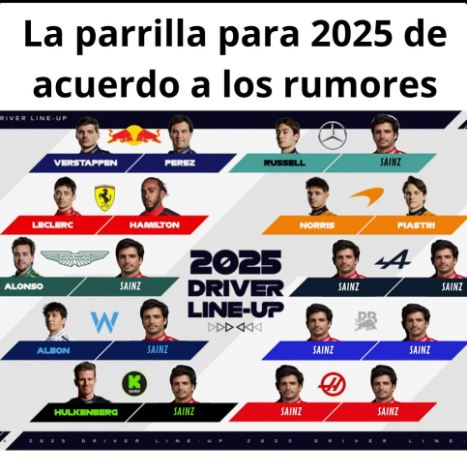 La parrilla para 2025 de
acuerdo a los rumores
DRIVER LINE-UP
VERSTAPPEN PEREZ RUSSELL SAINZ
LECLERC HAMILTON NORRIS PIASTRI
ALONSO SAINZ SAINZ SAINZ
2025
DRIVER
LINE-UP
ALBON SAINZ SAINZ SAINZ
HULKENBERG SAINZ SAINZ SAINZ
2025 DRIVER LINE-UP 2025 DRIVER LINE-UP